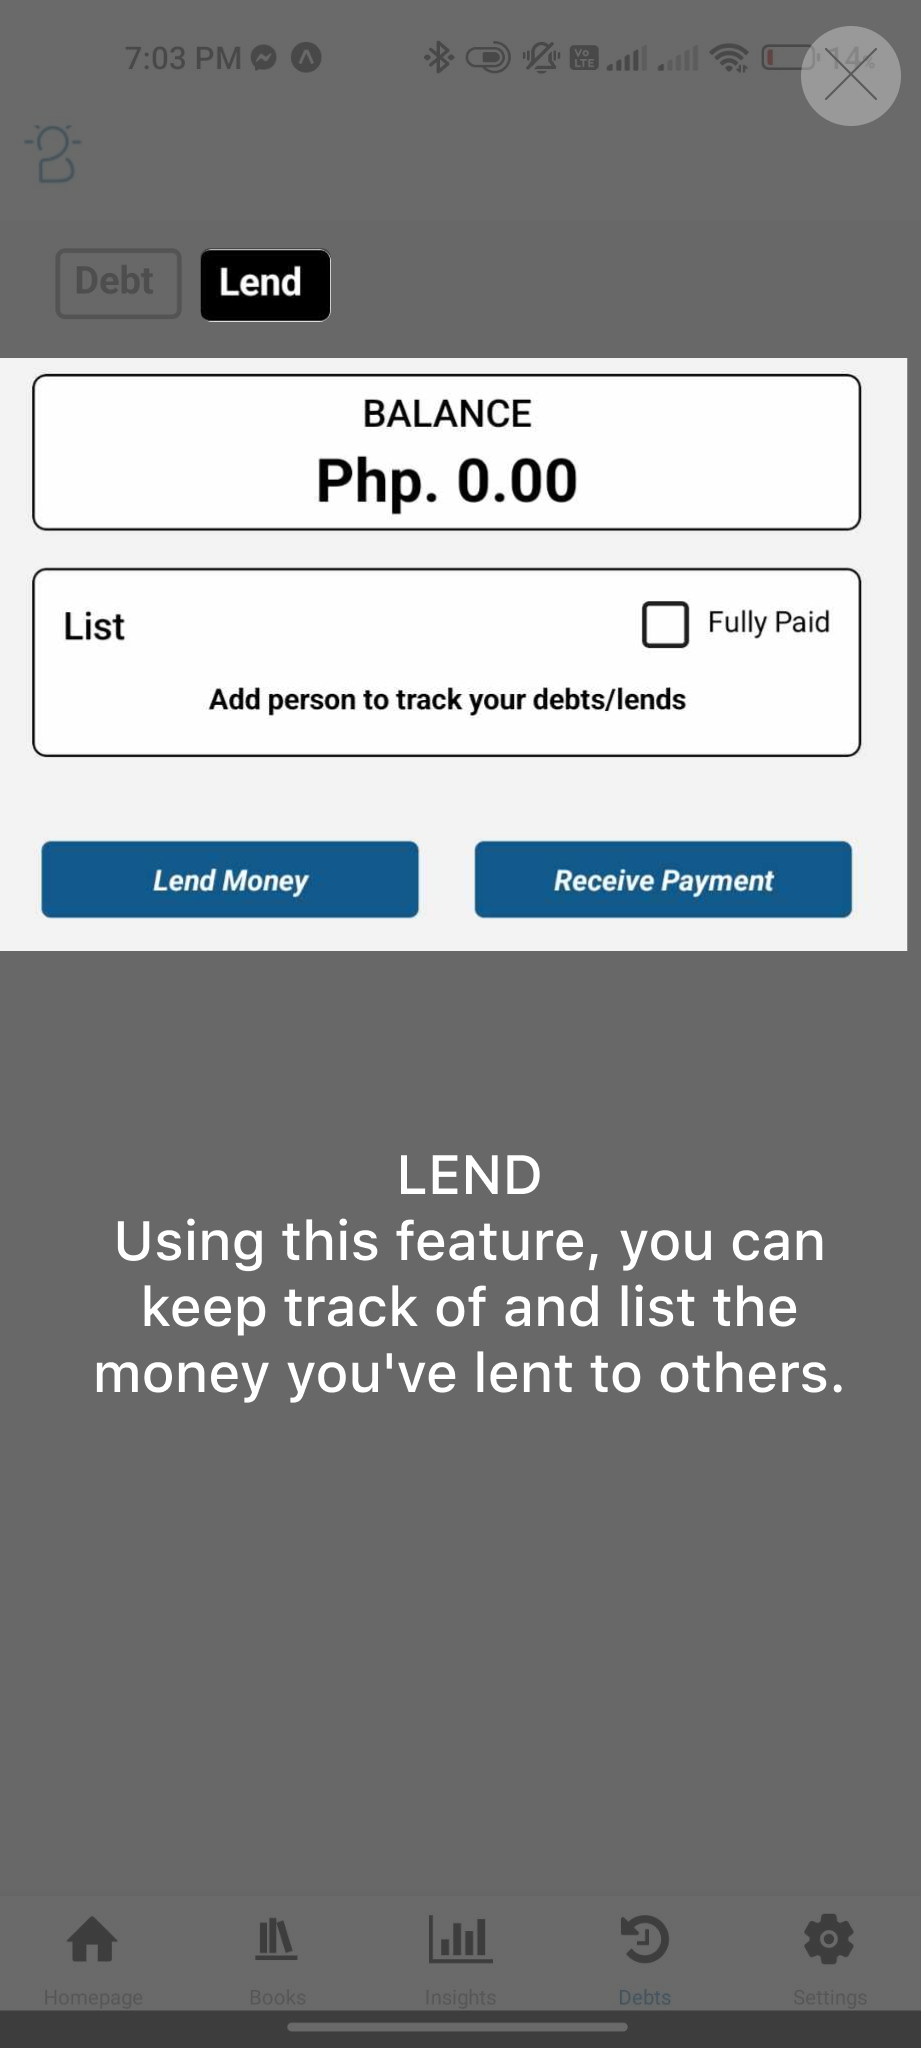 7:03 PM
Vo LTE
14%
Debt
Lend
BALANCE
Php. 0.00
List
Fully Paid
Add person to track your debts/lends
Lend Money
Receive Payment
LEND
Using this feature, you can
keep track of and list the
money you've lent to others.
Homepage
Books
Insights
Debts
Settings